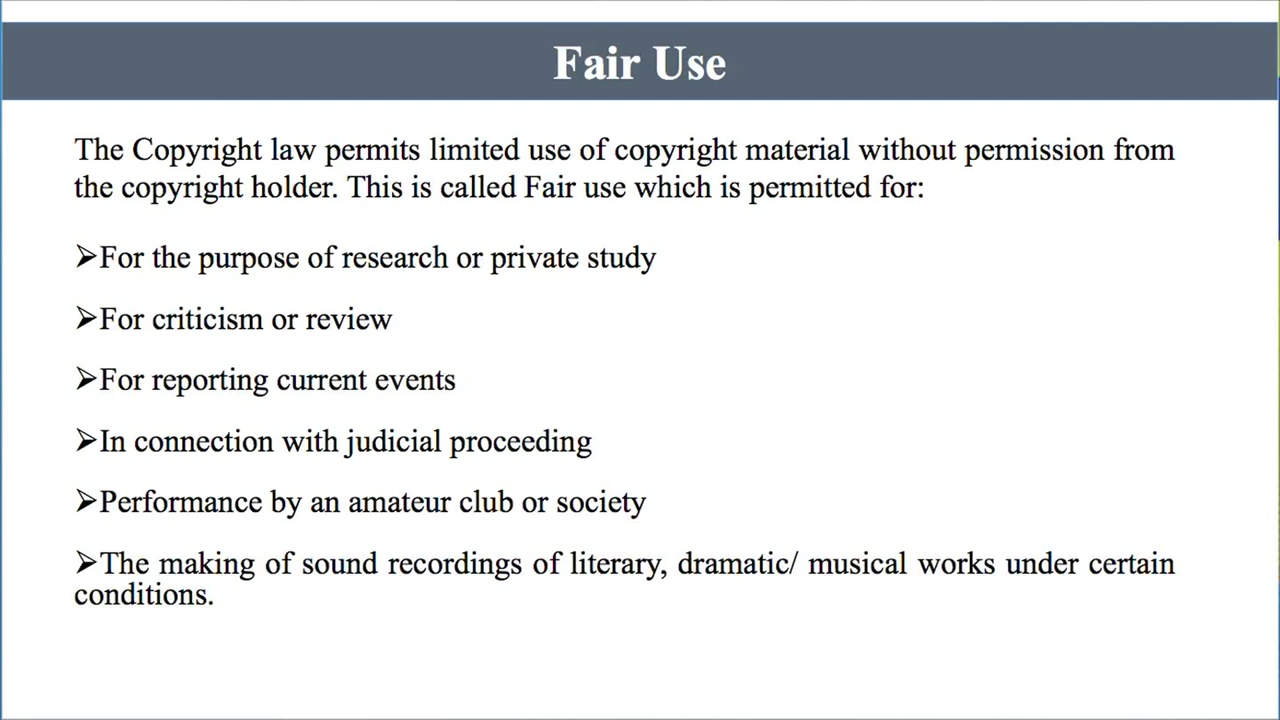 Fair Use
The Copyright law permits limited use of copyright material without permission from
the copyright holder. This is called Fair use which is permitted for:
➢For the purpose of research or private study
➢For criticism or review
➢For reporting current events
➢In connection with judicial proceeding
➢Performance by an amateur club or society
➢The making of sound recordings of literary, dramatic/ musical works under certain
conditions.